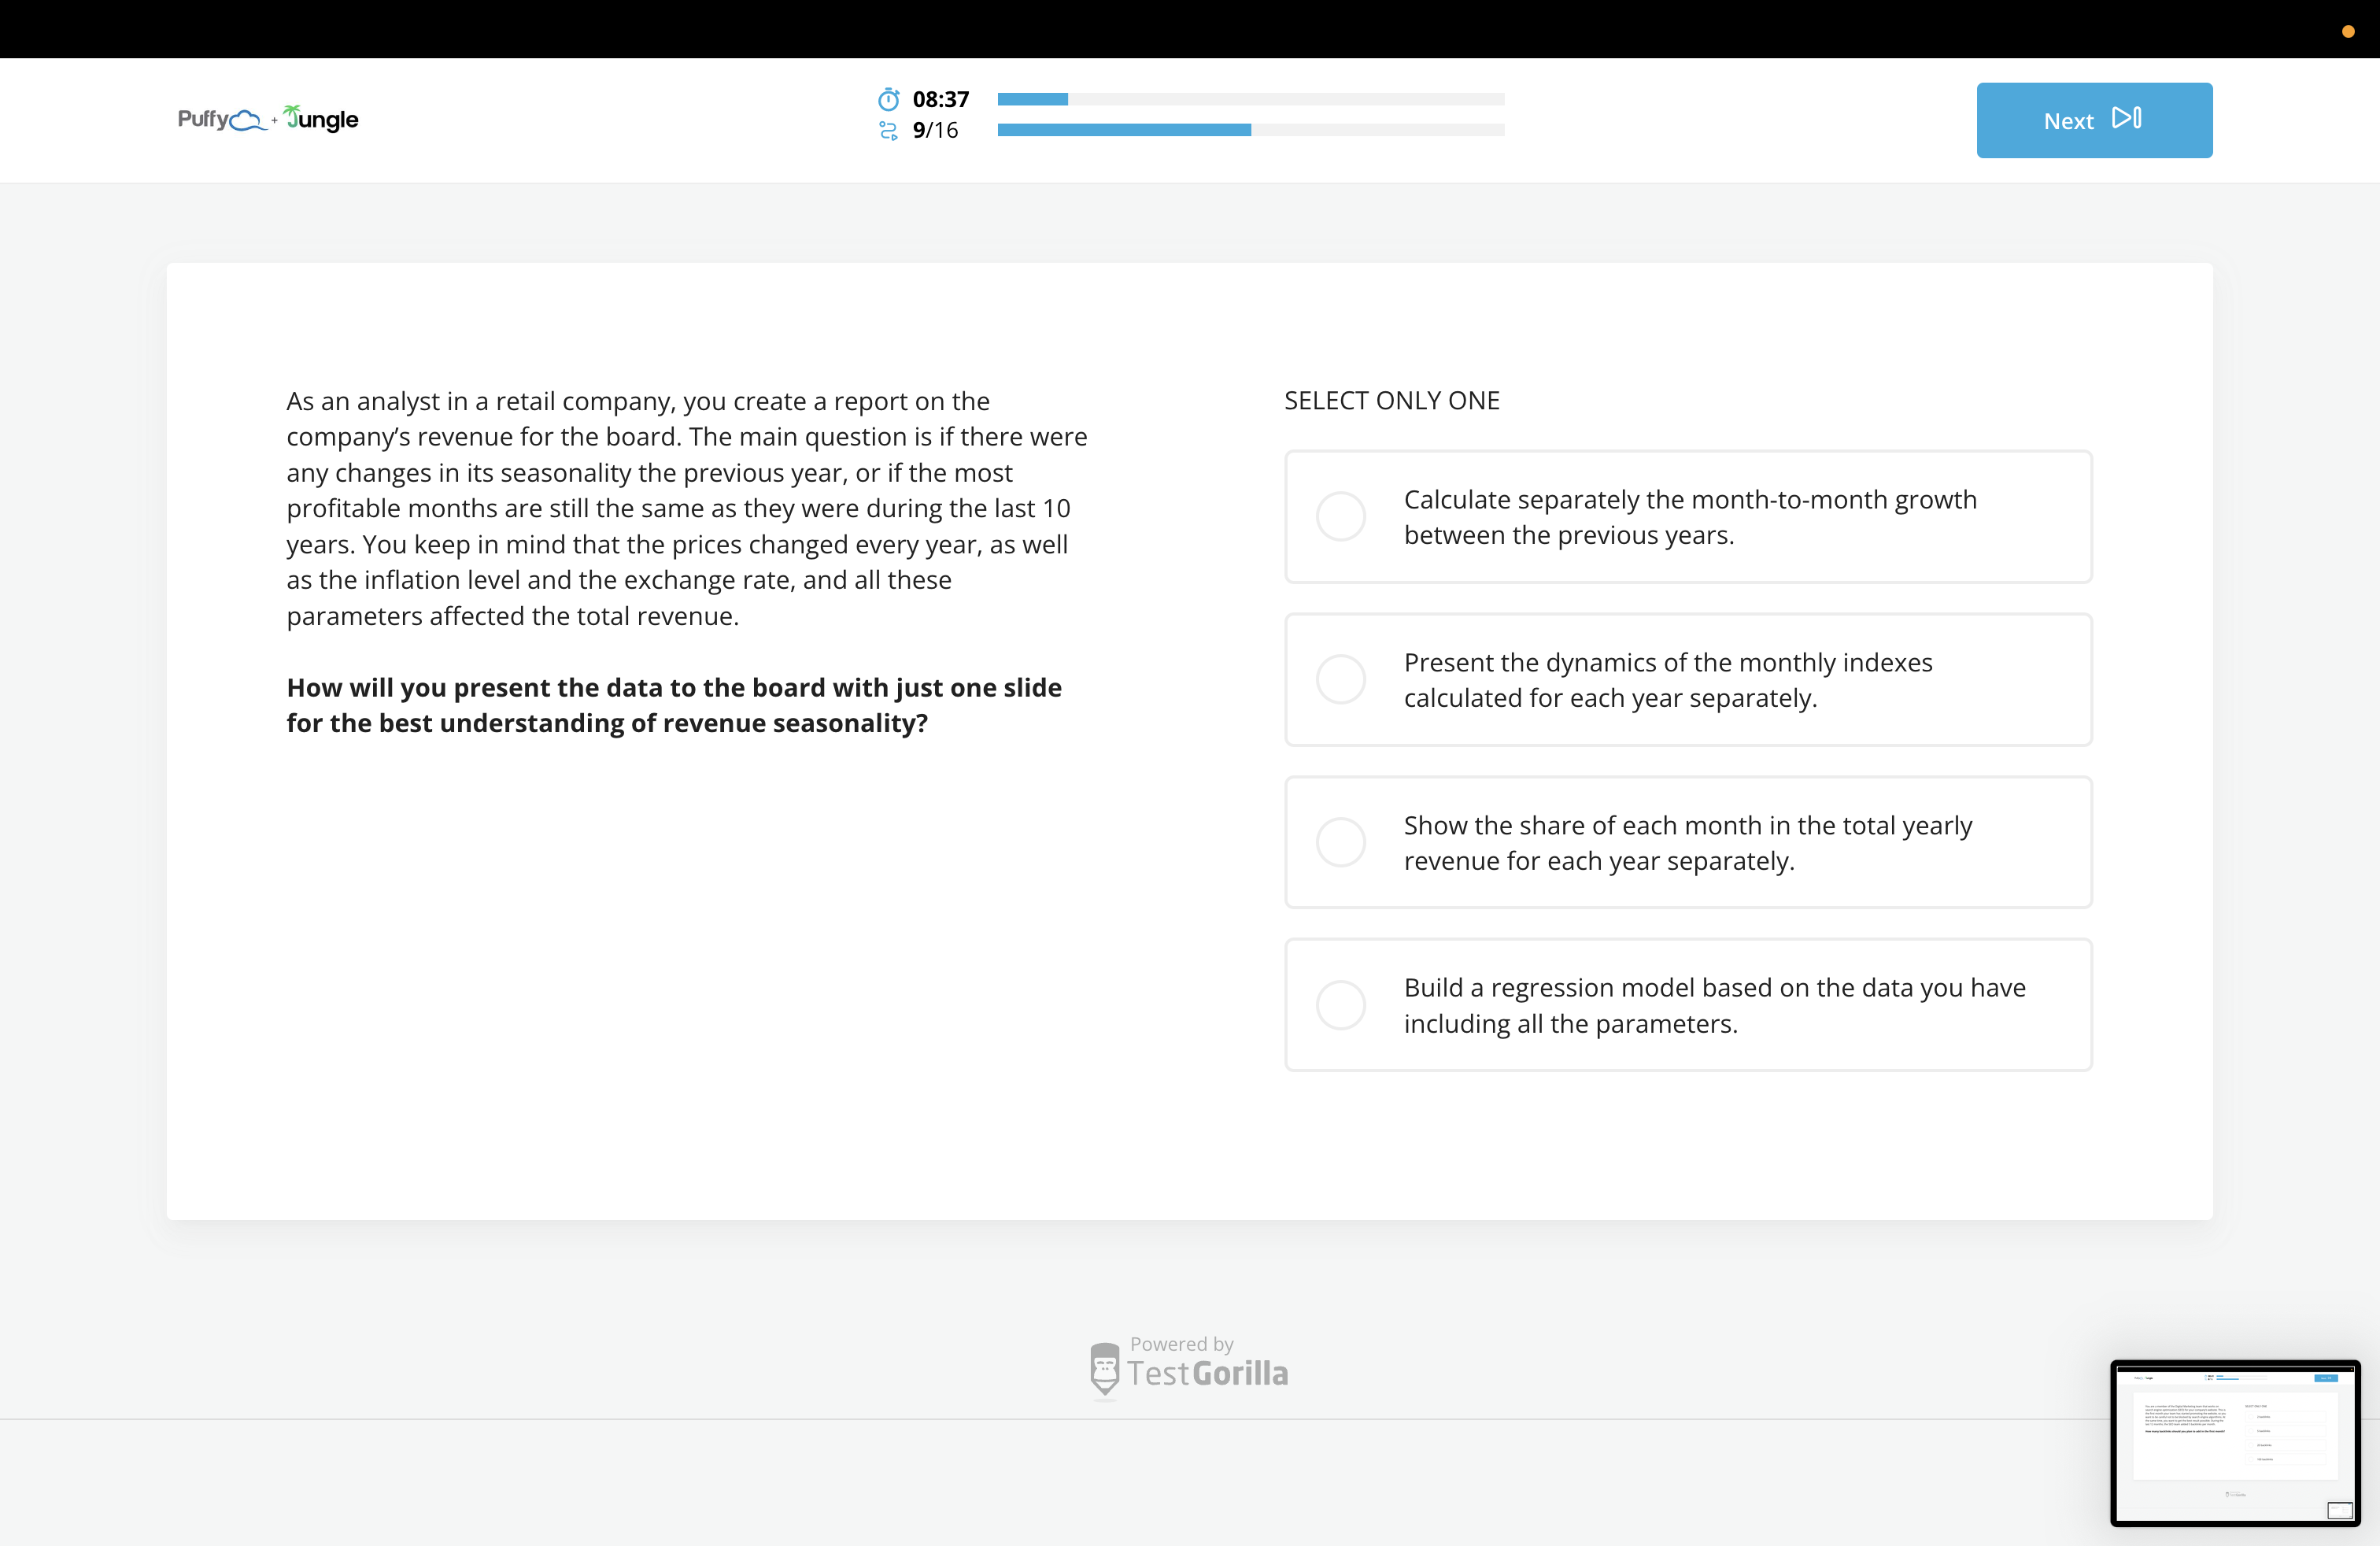 Puffy + Jungle
08:37
9/16
Next
As an analyst in a retail company, you create a report on the
company’s revenue for the board. The main question is if there were
any changes in its seasonality the previous year, or if the most
profitable months are still the same as they were during the last 10
years. You keep in mind that the prices changed every year, as well
as the inflation level and the exchange rate, and all these
parameters affected the total revenue.
How will you present the data to the board with just one slide
for the best understanding of revenue seasonality?
SELECT ONLY ONE
Calculate separately the month-to-month growth
between the previous years.
Present the dynamics of the monthly indexes
calculated for each year separately.
Show the share of each month in the total yearly
revenue for each year separately.
Build a regression model based on the data you have
including all the parameters.
Powered by
TestGorilla